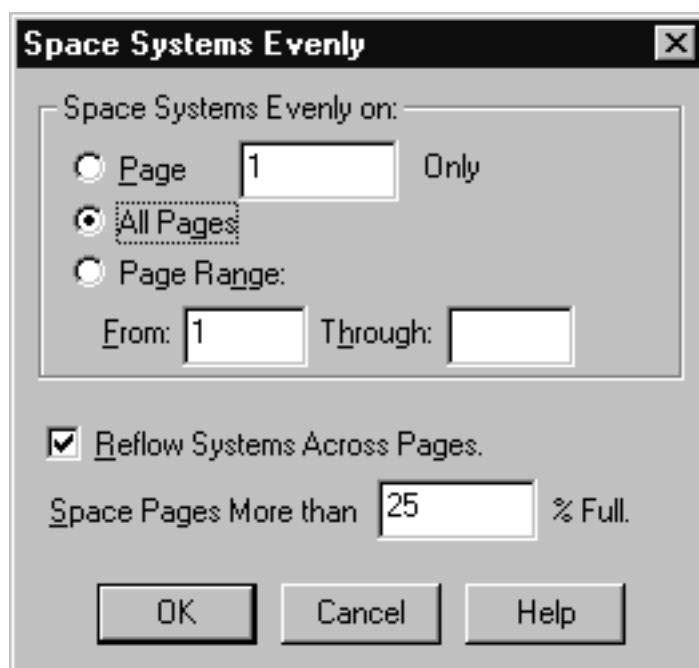 Space Systems Evenly
Space Systems Evenly on:
Page 1 Only
All Pages
Page Range:
From: 1 Through:
Reflow Systems Across Pages.
Space Pages More than 25 % Full.
OK Cancel Help